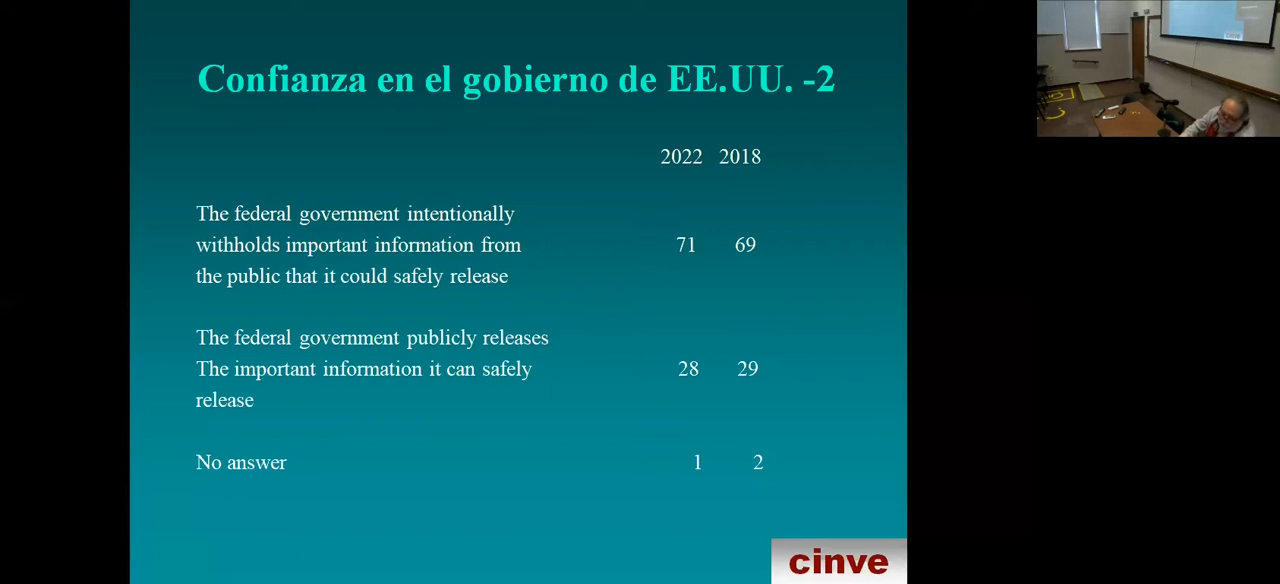 Confianza en el gobierno de EE.UU. -2
2022 2018
The federal government intentionally
withholds important information from 71 69
the public that it could safely release
The federal government publicly releases
The important information it can safely 28 29
release
No answer 1 2
cinve
cinve